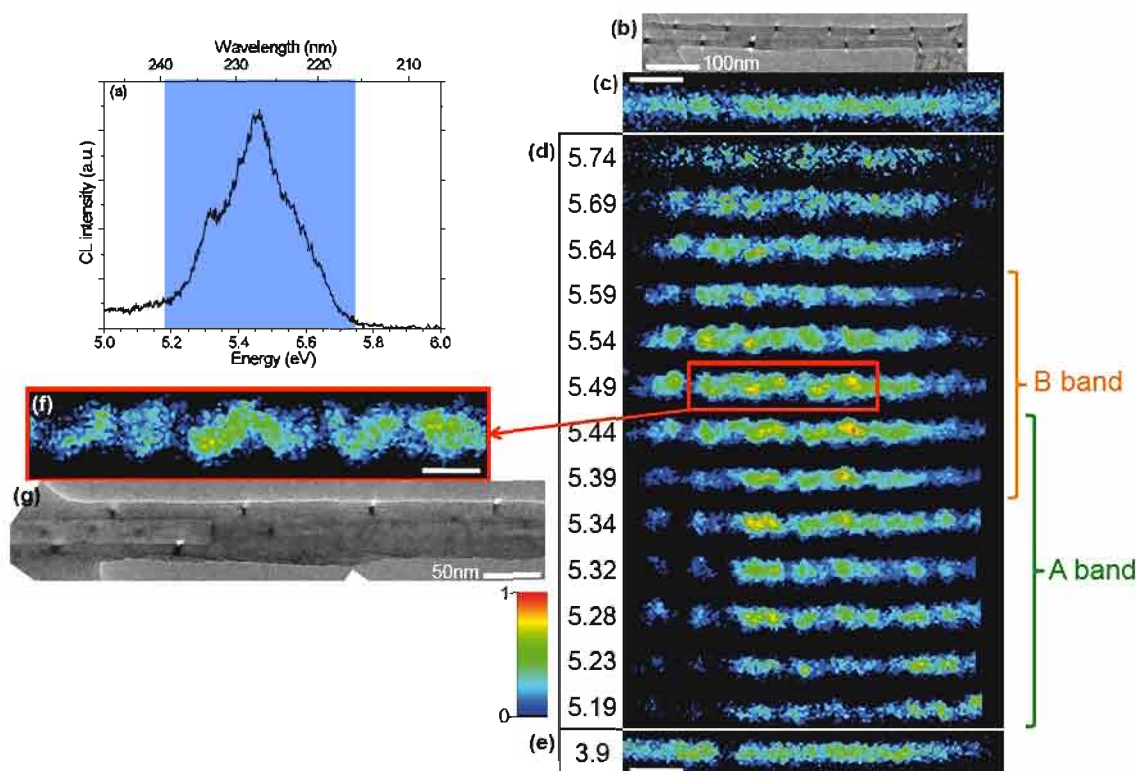 Wavelength (nm)
240 230 220 210
(a)
CL intensity (a.u.)
5.0 5.2 5.4 5.6 5.8 6.0
Energy (eV)
(b)
100nm
(c)
(d)
5.74
5.69
5.64
5.59
5.54
5.49
5.44
5.39
5.34
5.32
5.28
5.23
5.19
B band
A band
(e)
3.9
(f)
(g)
50nm
1
0